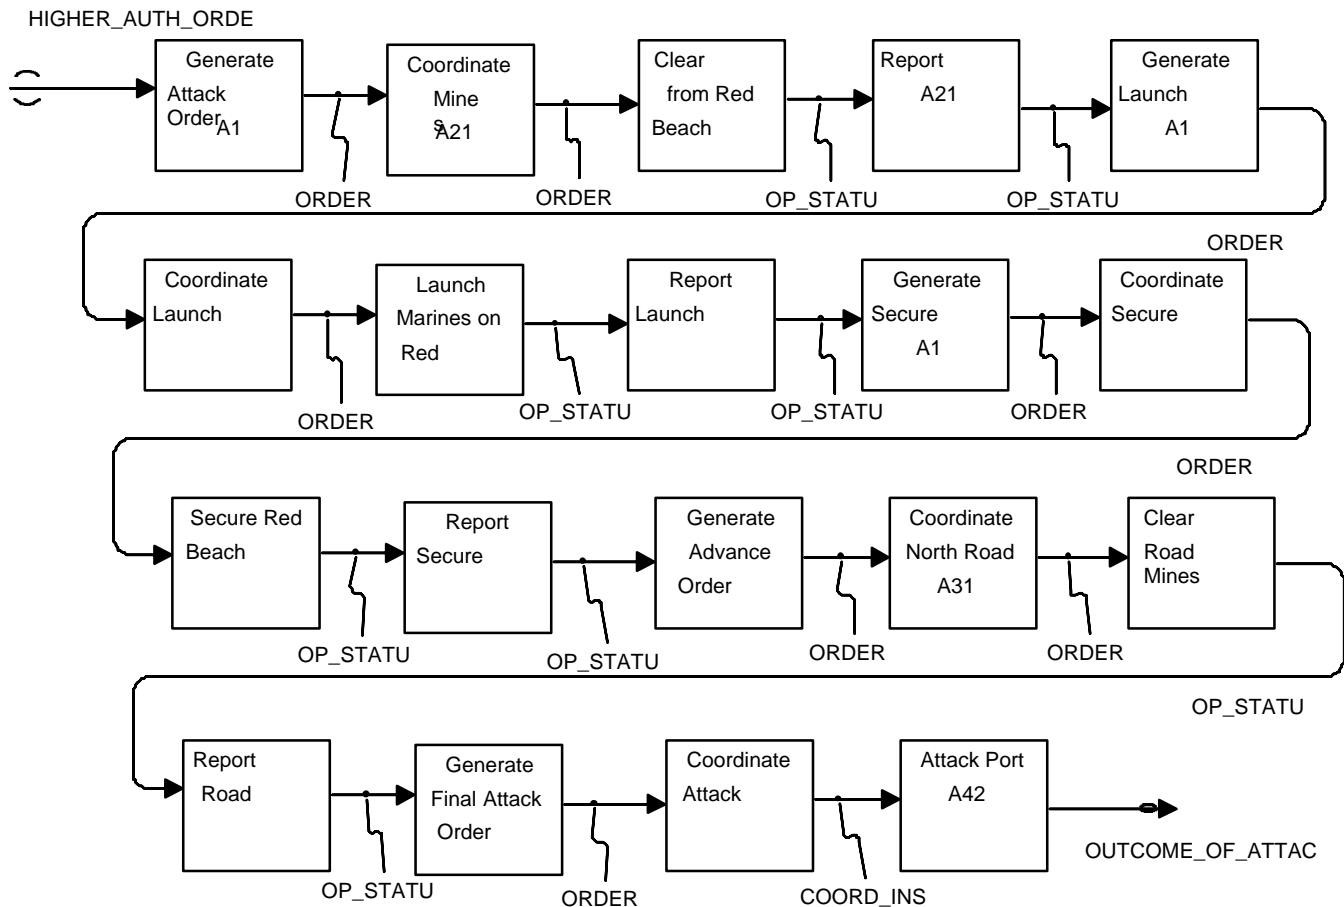 HIGHER_AUTH_ORDE
Generate
Attack
Order
A1
Coordinate
Mine
s
A21
Clear
from Red
Beach
Report
A21
Generate
Launch
A1
ORDER
ORDER
OP_STATU
OP_STATU
ORDER
Coordinate
Launch
Launch
Marines on
Red
Report
Launch
Generate
Secure
A1
Coordinate
Secure
ORDER
OP_STATU
OP_STATU
ORDER
ORDER
Secure Red
Beach
Report
Secure
Generate
Advance
Order
Coordinate
North Road
A31
Clear
Road
Mines
OP_STATU
OP_STATU
ORDER
ORDER
OP_STATU
Report
Road
Generate
Final Attack
Order
Coordinate
Attack
Attack Port
A42
OP_STATU
ORDER
COORD_INS
OUTCOME_OF_ATTAC